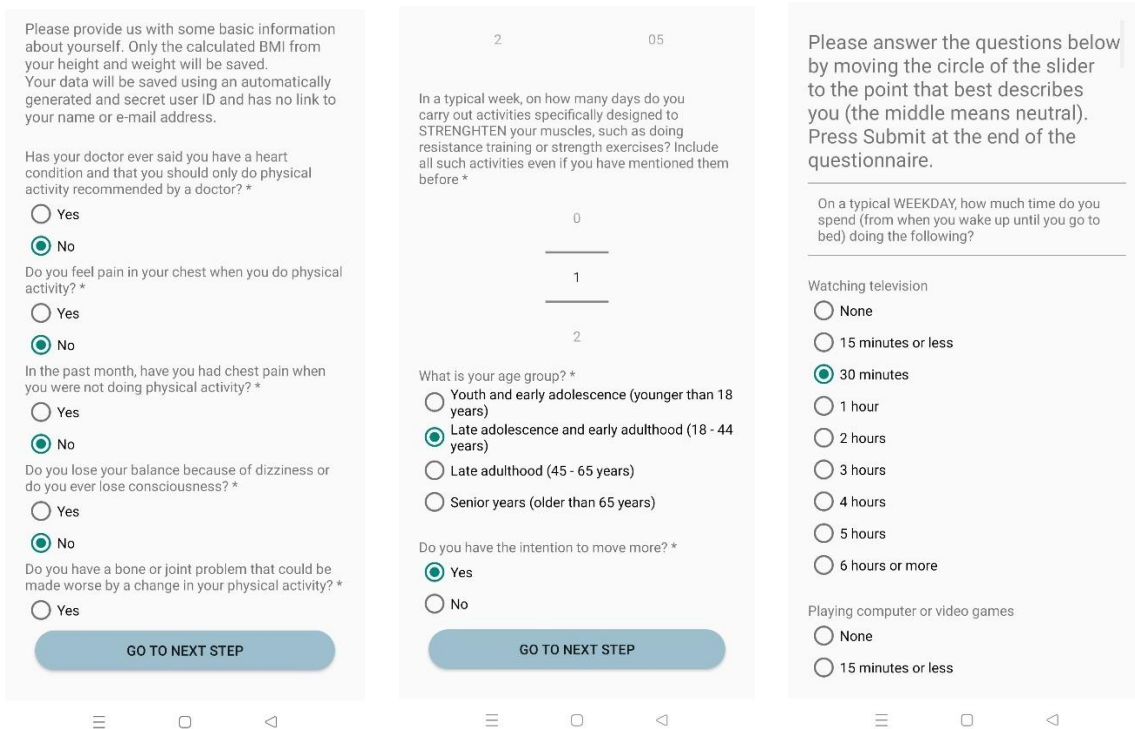 Please provide us with some basic information
about yourself. Only the calculated BMI from
your height and weight will be saved.
Your data will be saved using an automatically
generated and secret user ID and has no link to
your name or e-mail address.
Has your doctor ever said you have a heart
condition and that you should only do physical
activity recommended by a doctor? *
Yes
No
Do you feel pain in your chest when you do physical
activity? *
Yes
No
In the past month, have you had chest pain when
you were not doing physical activity? *
Yes
No
Do you lose your balance because of dizziness or
do you ever lose consciousness? *
Yes
No
Do you have a bone or joint problem that could be
made worse by a change in your physical activity? *
Yes
GO TO NEXT STEP
2 05
In a typical week, on how many days do you
carry out activities specifically designed to
STRENGHTEN your muscles, such as doing
resistance training or strength exercises? Include
all such activities even if you have mentioned them
before *
0
1
2
What is your age group? *
Youth and early adolescence (younger than 18
years)
Late adolescence and early adulthood (18 - 44
years)
Late adulthood (45 - 65 years)
Senior years (older than 65 years)
Do you have the intention to move more? *
Yes
No
GO TO NEXT STEP
Please answer the questions below
by moving the circle of the slider
to the point that best describes
you (the middle means neutral).
Press Submit at the end of the
questionnaire.
On a typical WEEKDAY, how much time do you
spend (from when you wake up until you go to
bed) doing the following?
Watching television
None
15 minutes or less
30 minutes
1 hour
2 hours
3 hours
4 hours
5 hours
6 hours or more
Playing computer or video games
None
15 minutes or less